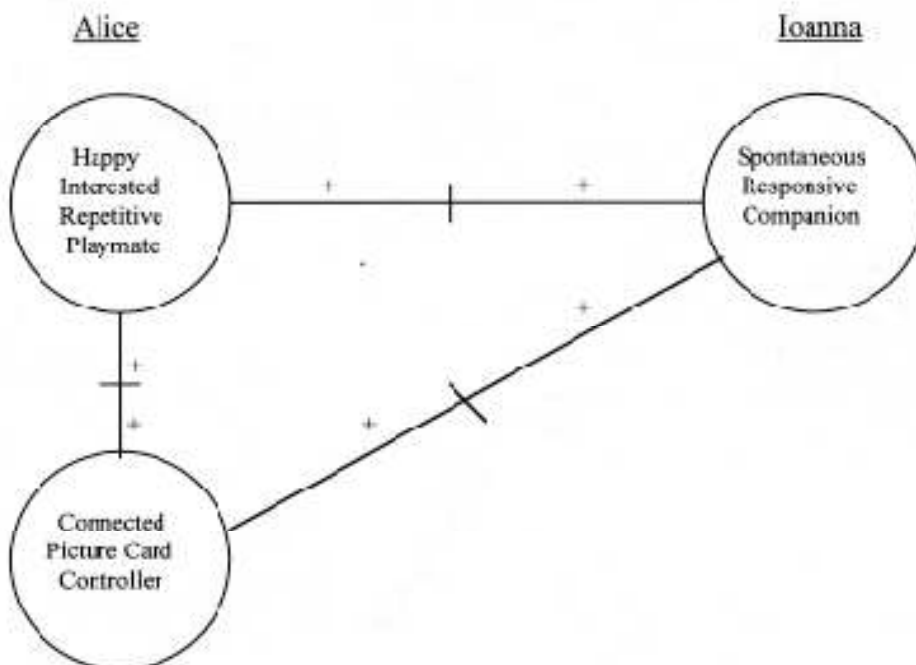 Alice
Ioanna
Happy
Interested
Repetitive
Playmate
Spontaneous
Responsive
Companion
+
+
+
+
+
+
Connected
Picture Card
Controller